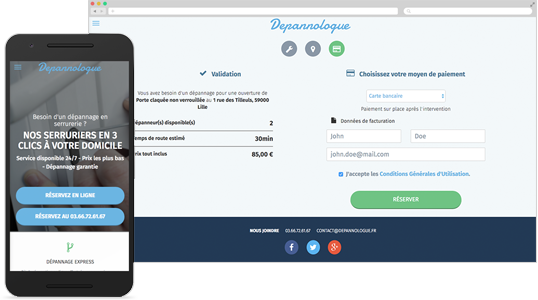 Depannologue
Validation
Vous avez besoin d'un dépannage pour une ouverture de
Porte claquée non verrouillée au 1 rue des Tilleuls, 59000
Lille
épanneur(s) disponible(s) 2
emps de route estimé 30min
rix tout inclus 85,00 €
Choisissez votre moyen de paiement
Carte bancaire
Paiement sur place après l'intervention
Données de facturation
John Doe
john.doe@mail.com
J'accepte les Conditions Générales d'Utilisation.
RÉSERVER
NOUS JOINDRE 03.66.72.61.67 CONTACT@DEPANNOLOGUE.FR
Depannologue
Besoin d'un dépannage en
serrurerie ?
NOS SERRURIERS EN 3
CLICS À VOTRE DOMICILE
Service disponible 24/7 - Prix les plus bas
- Dépannage garantie
RÉSERVEZ EN LIGNE
RÉSERVEZ AU 03.66.72.61.67
DÉPANNAGE EXPRESS